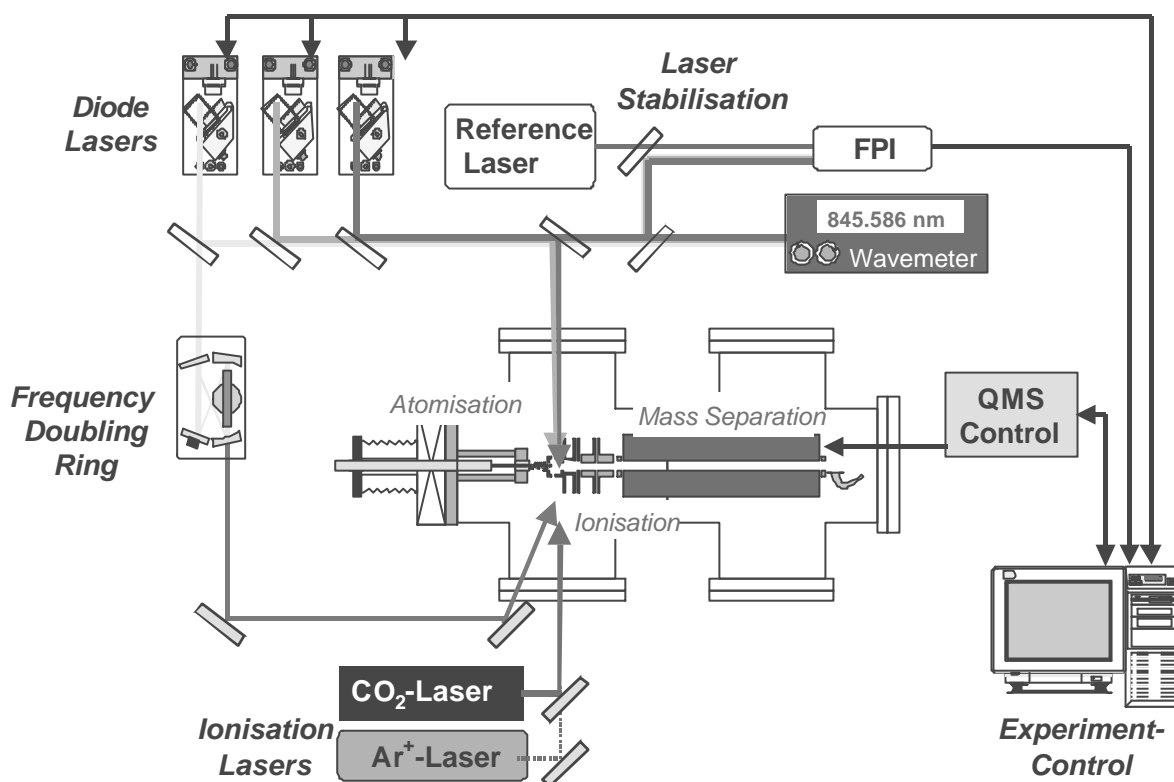 Diode
Lasers
Laser
Stabilisation
Reference
Laser
FPI
845.586 nm
Wavemeter
Frequency
Doubling
Ring
Atomisation
Mass Separation
Ionisation
QMS
Control
CO₂-Laser
Ar⁺-Laser
Ionisation
Lasers
Experiment-
Control